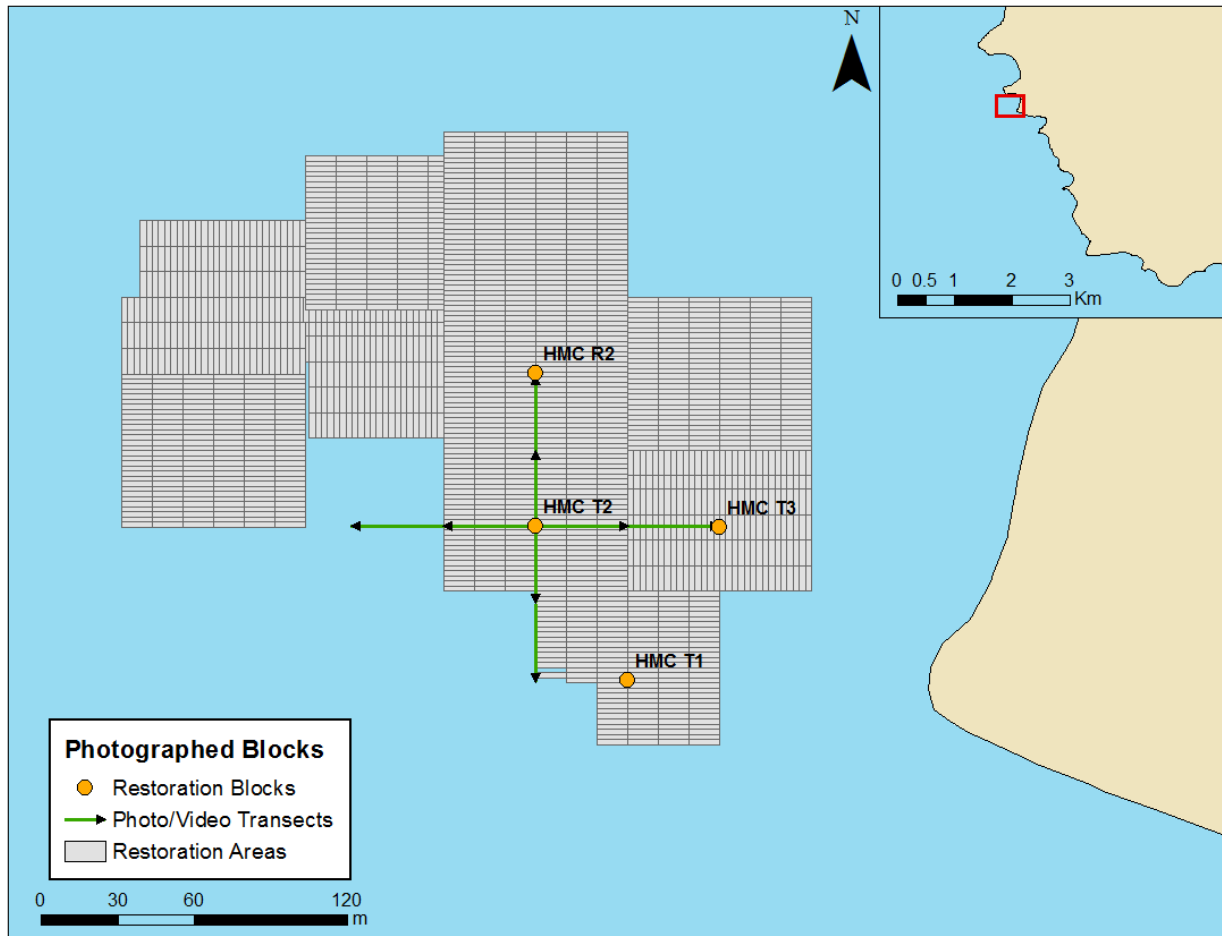 N
0 0.5 1 2 3
Km
HMC R2
HMC T2
HMC T3
HMC T1
Photographed Blocks
Restoration Blocks
Photo/Video Transects
Restoration Areas
0 30 60 120
m